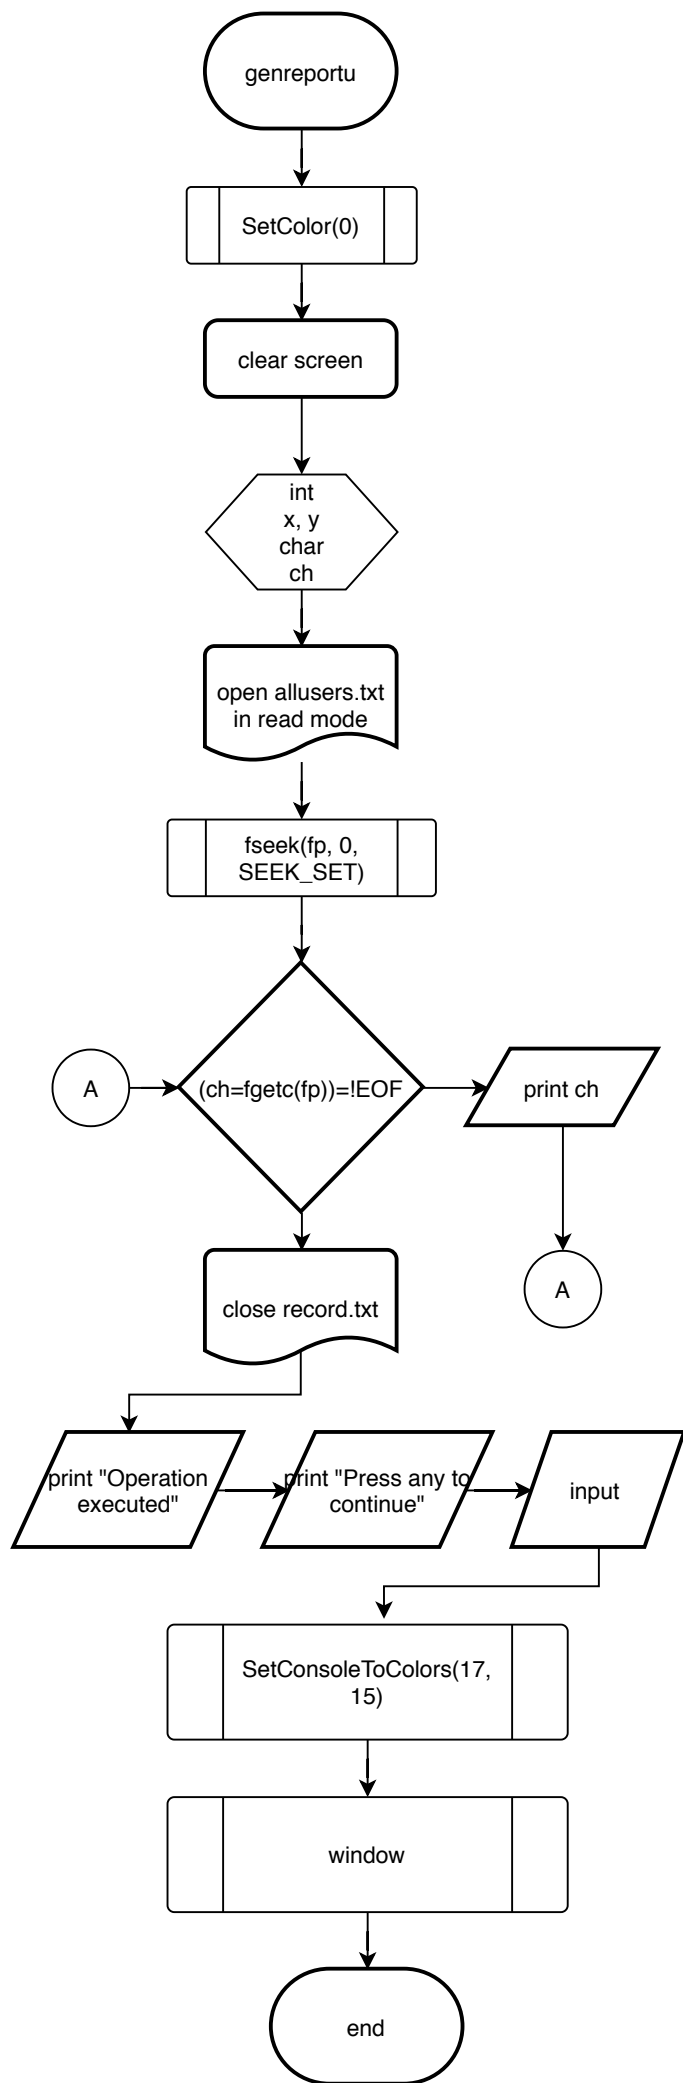 genreportu
SetColor(0)
clear screen
int
x, y
char
ch
open allusers.txt
in read mode
fseek(fp, 0,
SEEK_SET)
A
(ch=fgetc(fp))=!EOF
print ch
A
close record.txt
print "Operation
executed"
print "Press any to
continue"
input
SetConsoleToColors(17,
15)
window
end